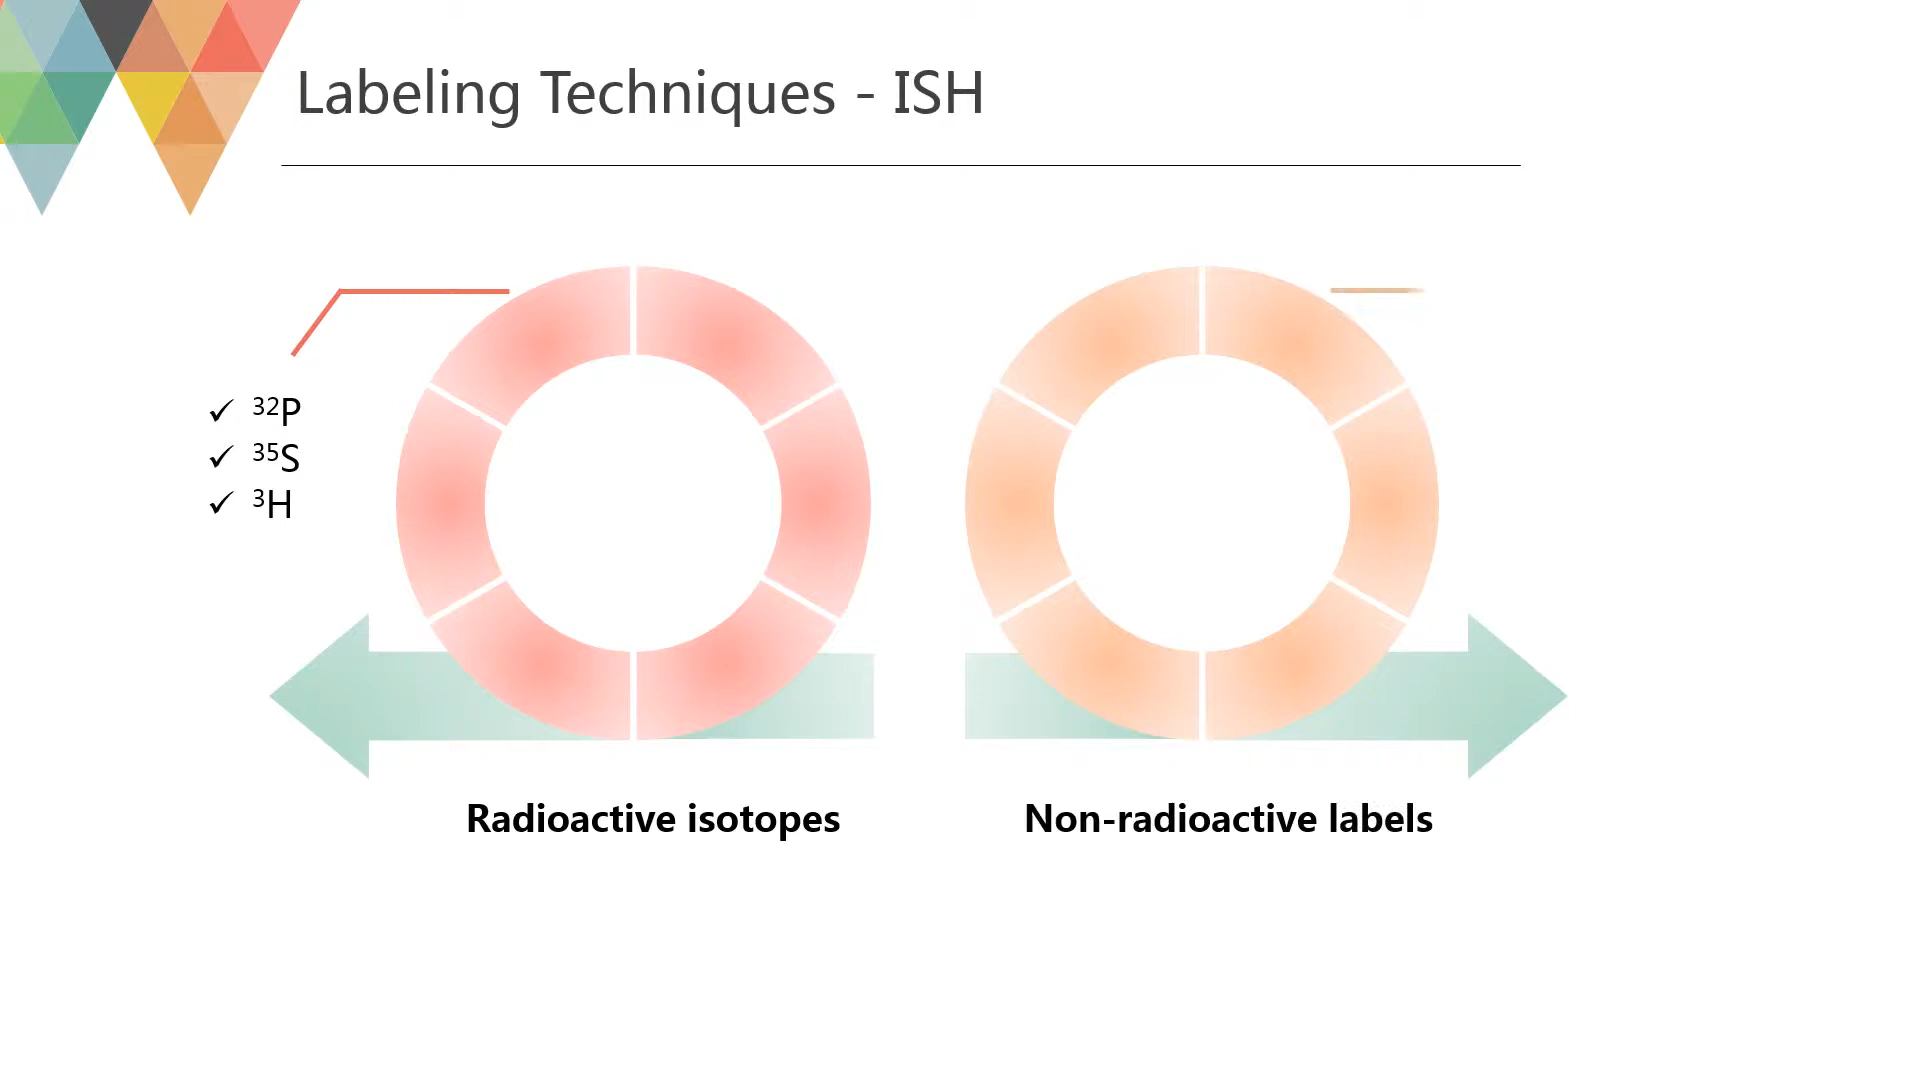 Labeling Techniques - ISH
✓ ³²P
✓ ³⁵S
✓ ³H
Radioactive isotopes
Non-radioactive labels